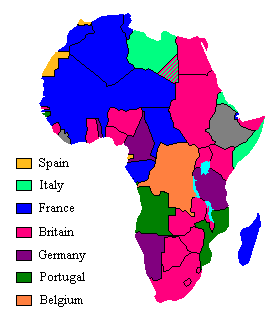 Spain
Italy
France
Britain
Germany
Portugal
Belgium